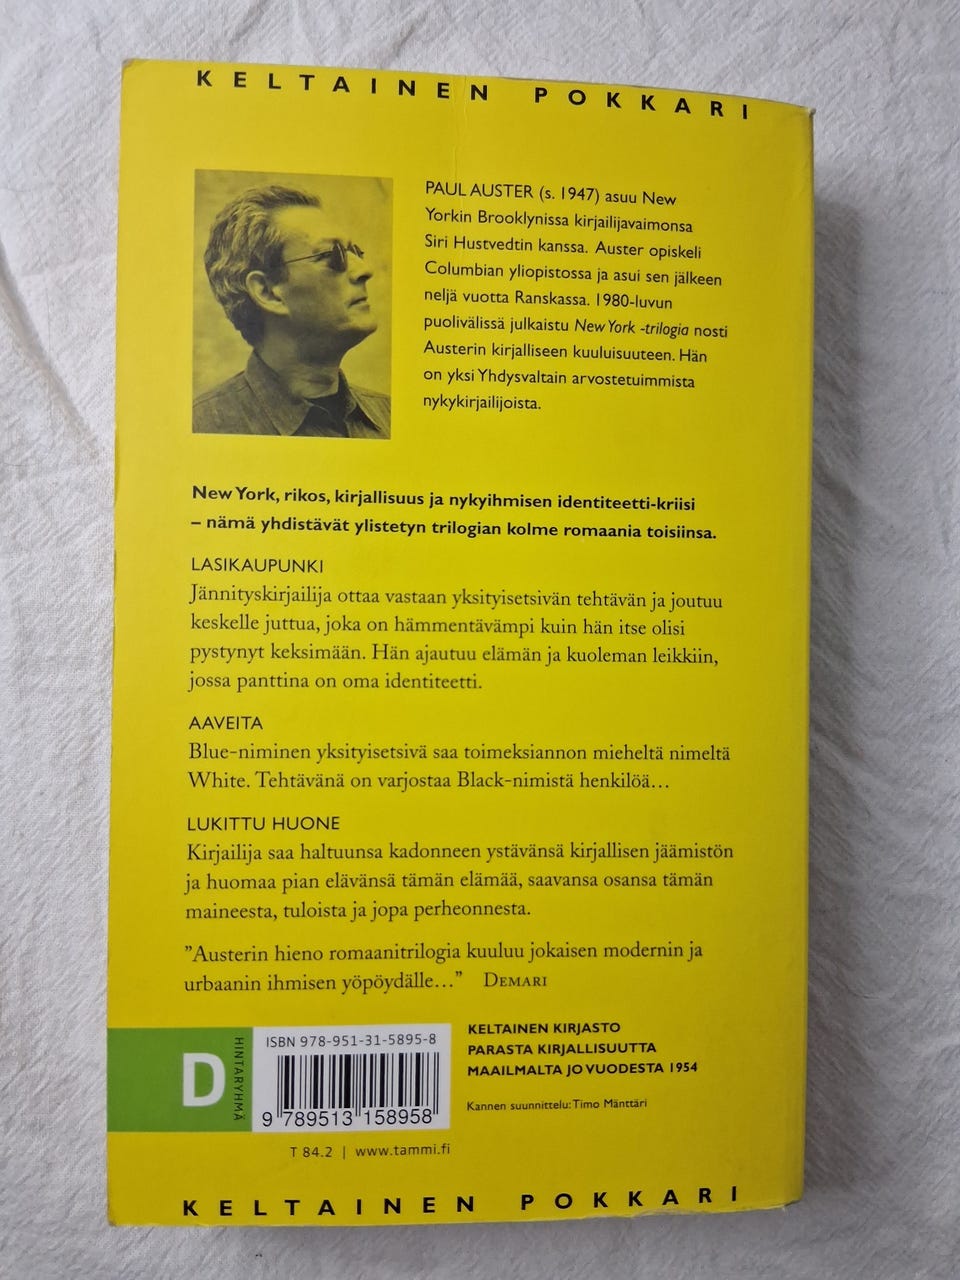 KELTAINEN POKKARI
PAUL AUSTER (s. 1947) asuu New
Yorkin Brooklynissa kirjailijavaimonsa
Siri Hustvedtin kanssa. Auster opiskeli
Columbian yliopistossa ja asui sen jälkeen
neljä vuotta Ranskassa. 1980-luvun
puolivälissä julkaistu New York -trilogia nosti
Austerin kirjalliseen kuuluisuuteen. Hän
on yksi Yhdysvaltain arvostetuimmista
nykykirjailijoista.
New York, rikos, kirjallisuus ja nykyihmisen identiteetti-kriisi
– nämä yhdistävät ylistetyn trilogian kolme romaania toisiinsa.
LASIKAUPUNKI
Jännityskirjailija ottaa vastaan yksityisetsivän tehtävän ja joutuu
keskelle juttua, joka on hämmentävämpi kuin hän itse olisi
pystynyt keksimään. Hän ajautuu elämän ja kuoleman leikkiin,
jossa panttina on oma identiteetti.
AAVEITA
Blue-niminen yksityisetsivä saa toimeksiannon mieheltä nimeltä
White. Tehtävänä on varjostaa Black-nimistä henkilöä…
LUKITTU HUONE
Kirjailija saa haltuunsa kadonneen ystävänsä kirjallisen jäämistön
ja huomaa pian elävänsä tämän elämää, saavansa osansa tämän
maineesta, tuloista ja jopa perheonnesta.
”Austerin hieno romaanitrilogia kuuluu jokaisen modernin ja
urbaanin ihmisen yöpöydälle…” DEMARI
D
HINTARYHMÄ
ISBN 978-951-31-5895-8
9 789513 158958
KELTAINEN KIRJASTO
PARASTA KIRJALLISUUTTA
MAAILMALTA JO VUODESTA 1954
Kannen suunnittelu: Timo Mänttäri
T 84.2 | www.tammi.fi
KELTAINEN POKKARI